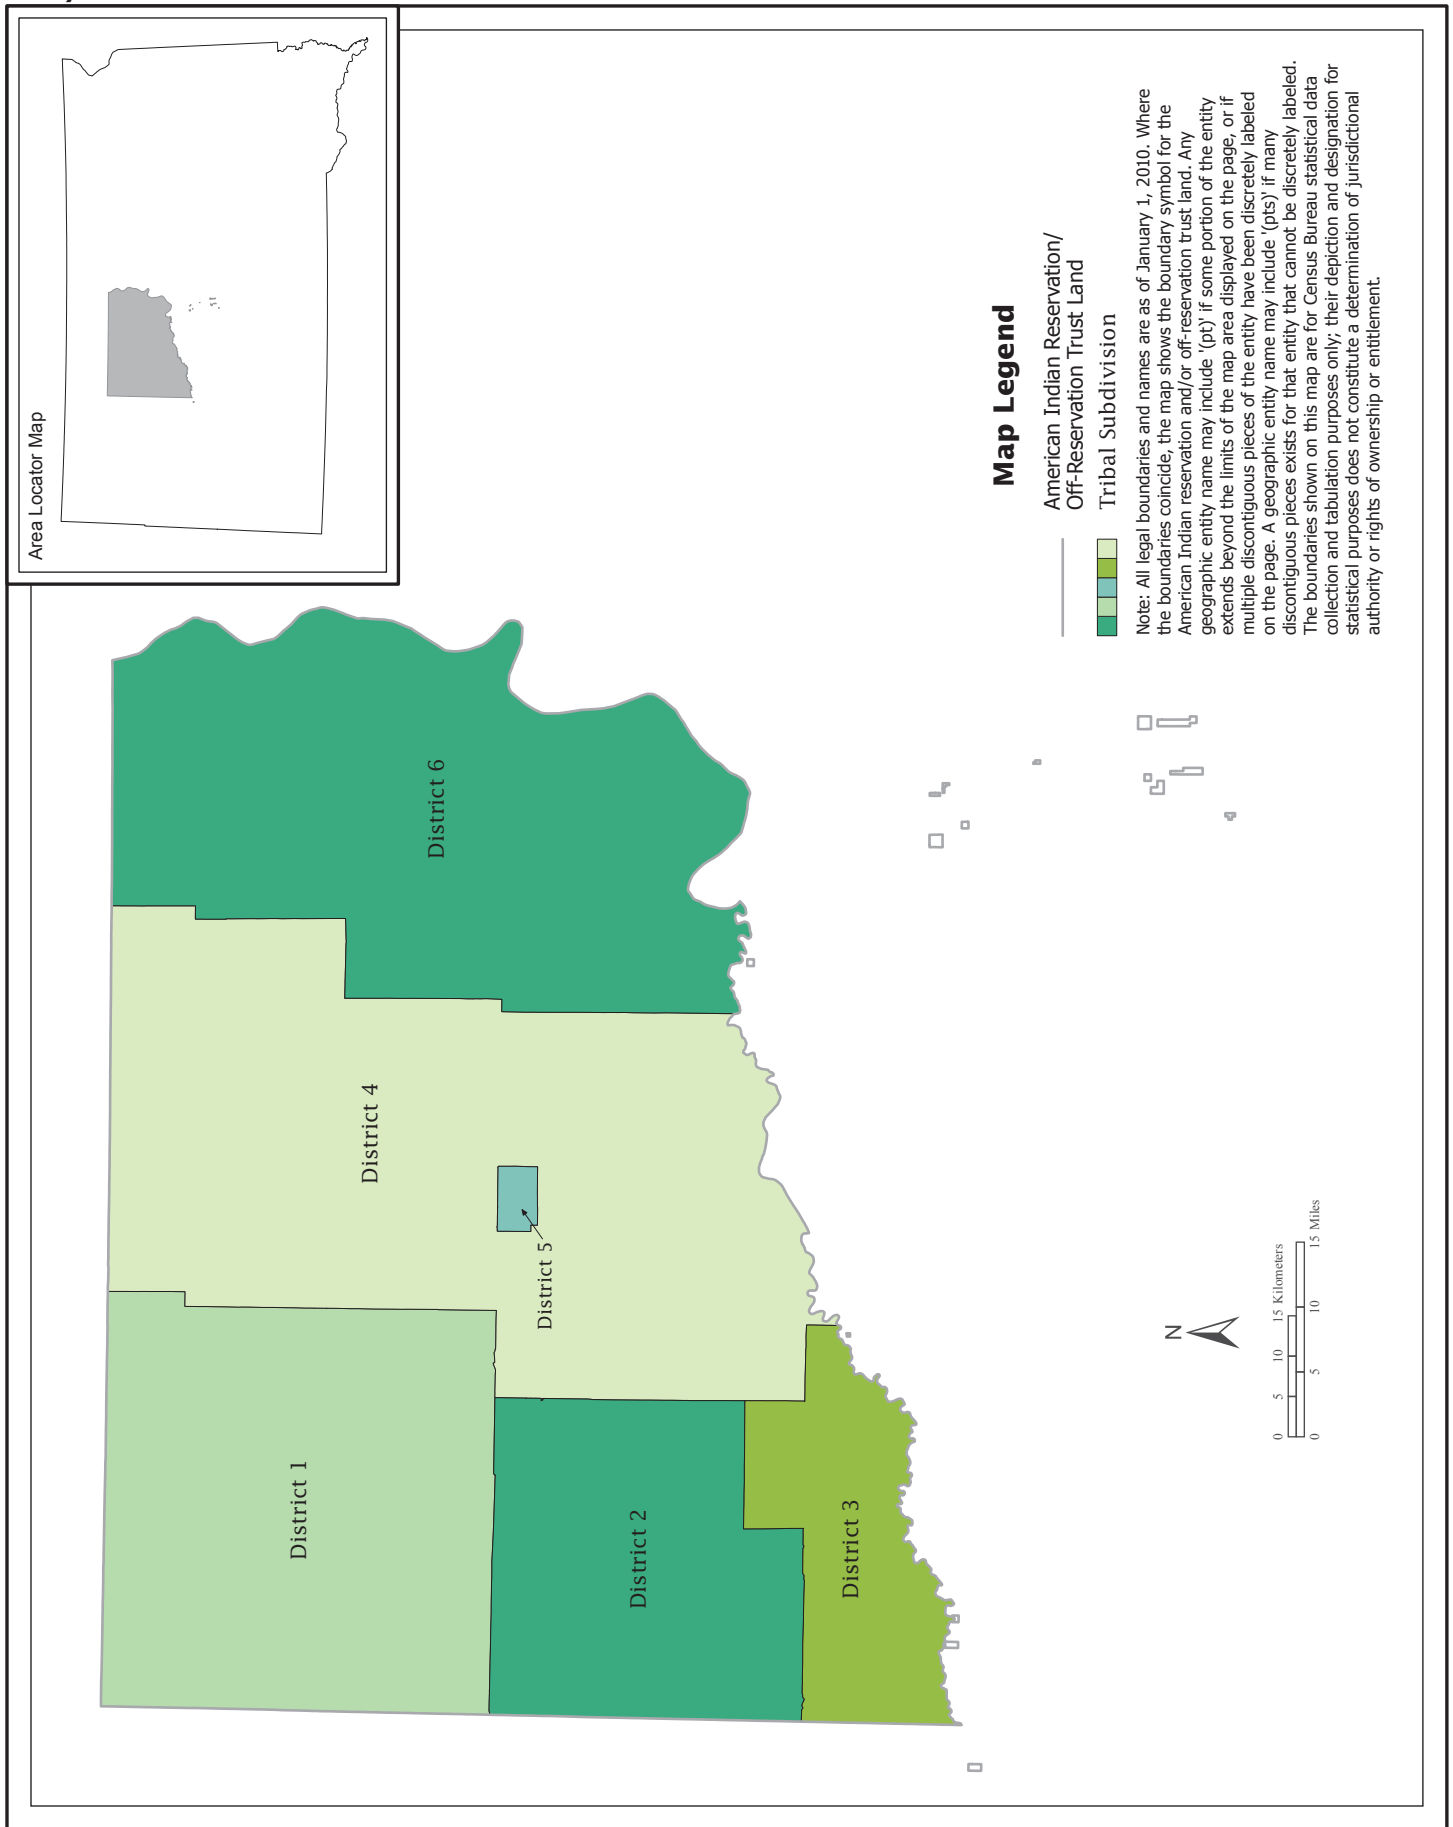 Area Locator Map
District 1
District 2
District 3
District 4
District 5
District 6
Map Legend
American Indian Reservation/
Off-Reservation Trust Land
Tribal Subdivision
Note: All legal boundaries and names are as of January 1, 2010. Where
the boundaries coincide, the map shows the boundary symbol for the
American Indian reservation and/or off-reservation trust land. Any
geographic entity name may include '(pt)' if some portion of the entity
extends beyond the limits of the map area displayed on the page, or if
multiple discontiguous pieces of the entity have been discretely labeled
on the page. A geographic entity name may include '(pts)' if many
discontiguous pieces exists for that entity that cannot be discretely labeled.
The boundaries shown on this map are for Census Bureau statistical data
collection and tabulation purposes only; their depiction and designation for
statistical purposes does not constitute a determination of jurisdictional
authority or rights of ownership or entitlement.
N
0 5 10 15 Kilometers
0 5 10 15 Miles